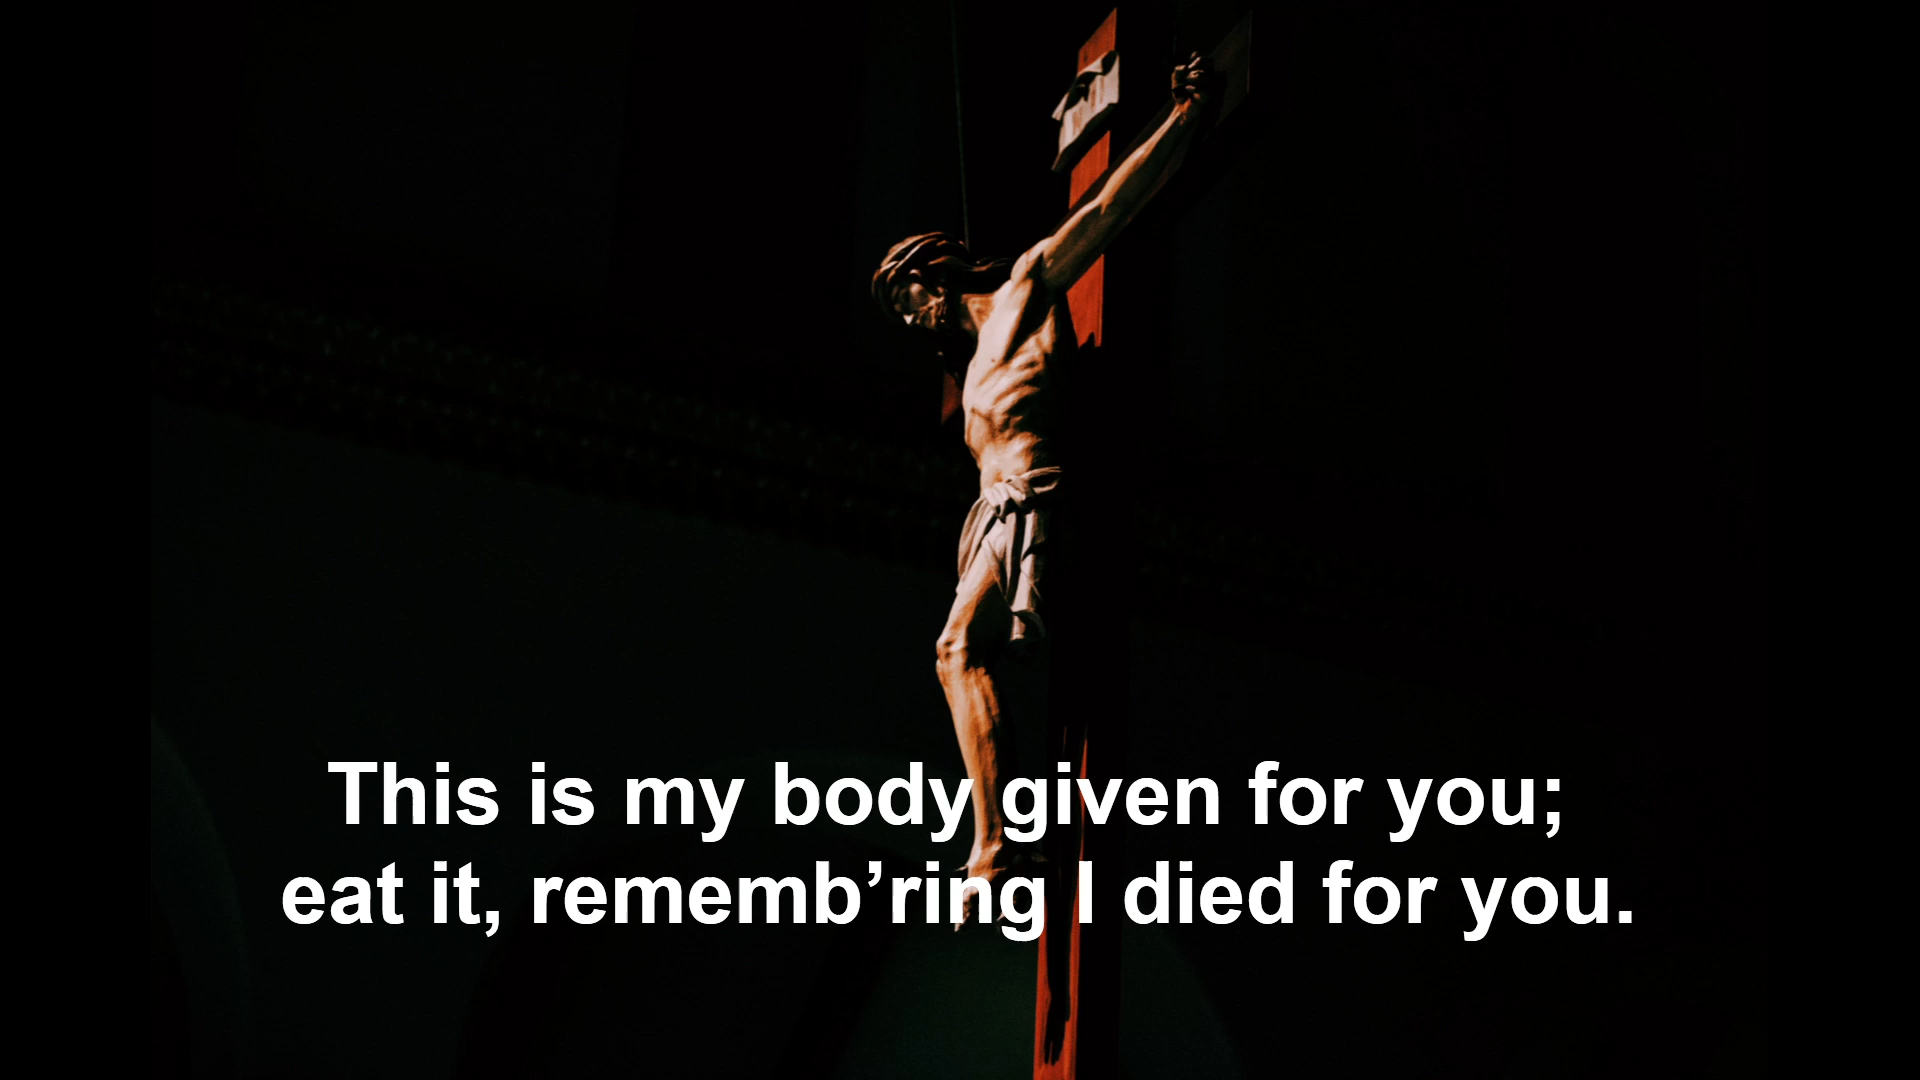 This is my body given for you;
eat it, rememb’ring I died for you.